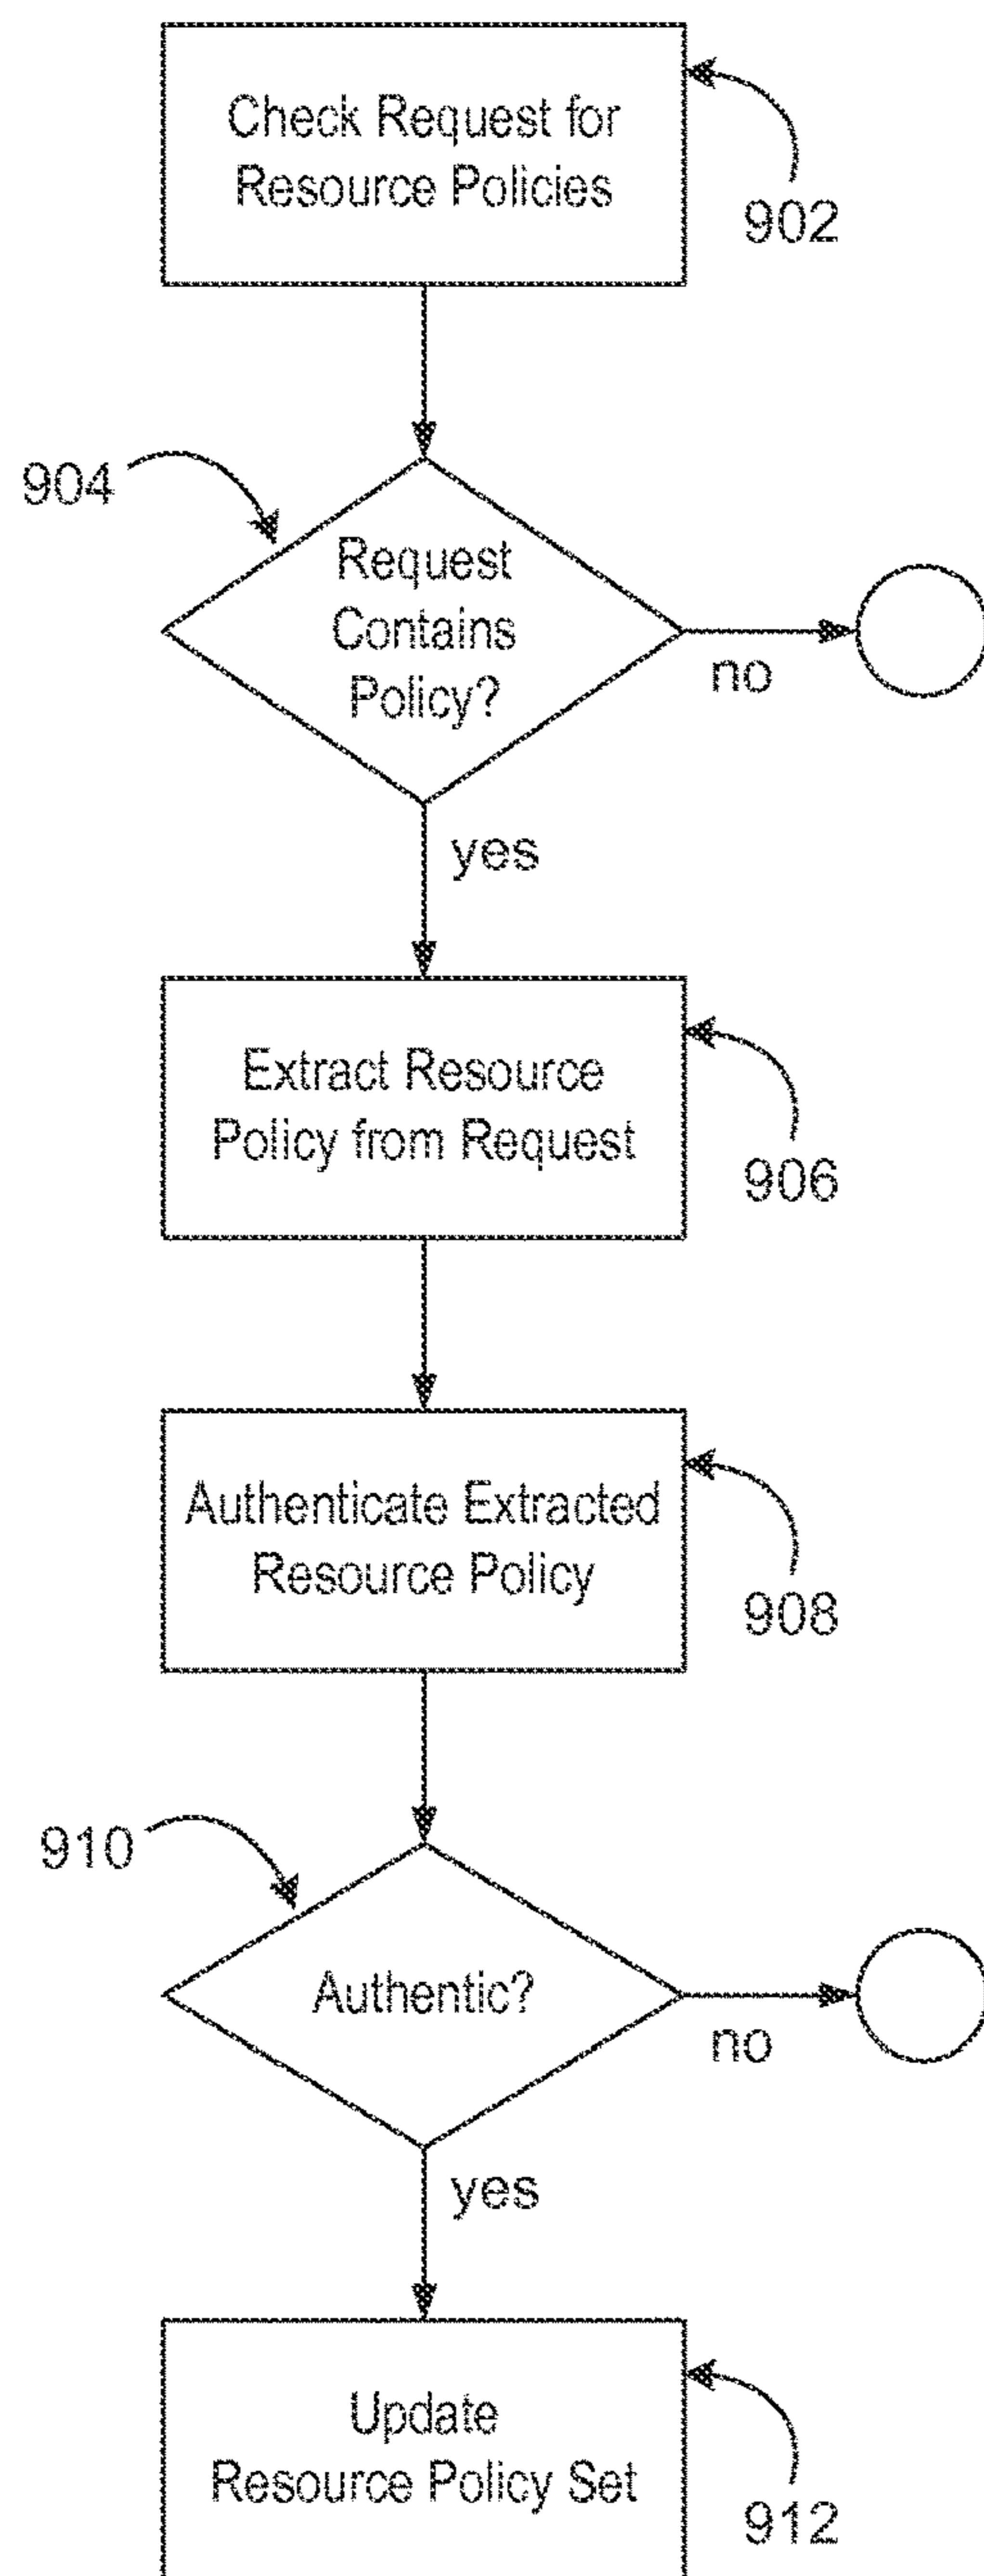 Check Request for
Resource Policies
902
904
Request
Contains
Policy?
no
yes
Extract Resource
Policy from Request
906
Authenticate Extracted
Resource Policy
908
910
Authentic?
no
yes
Update
Resource Policy Set
912